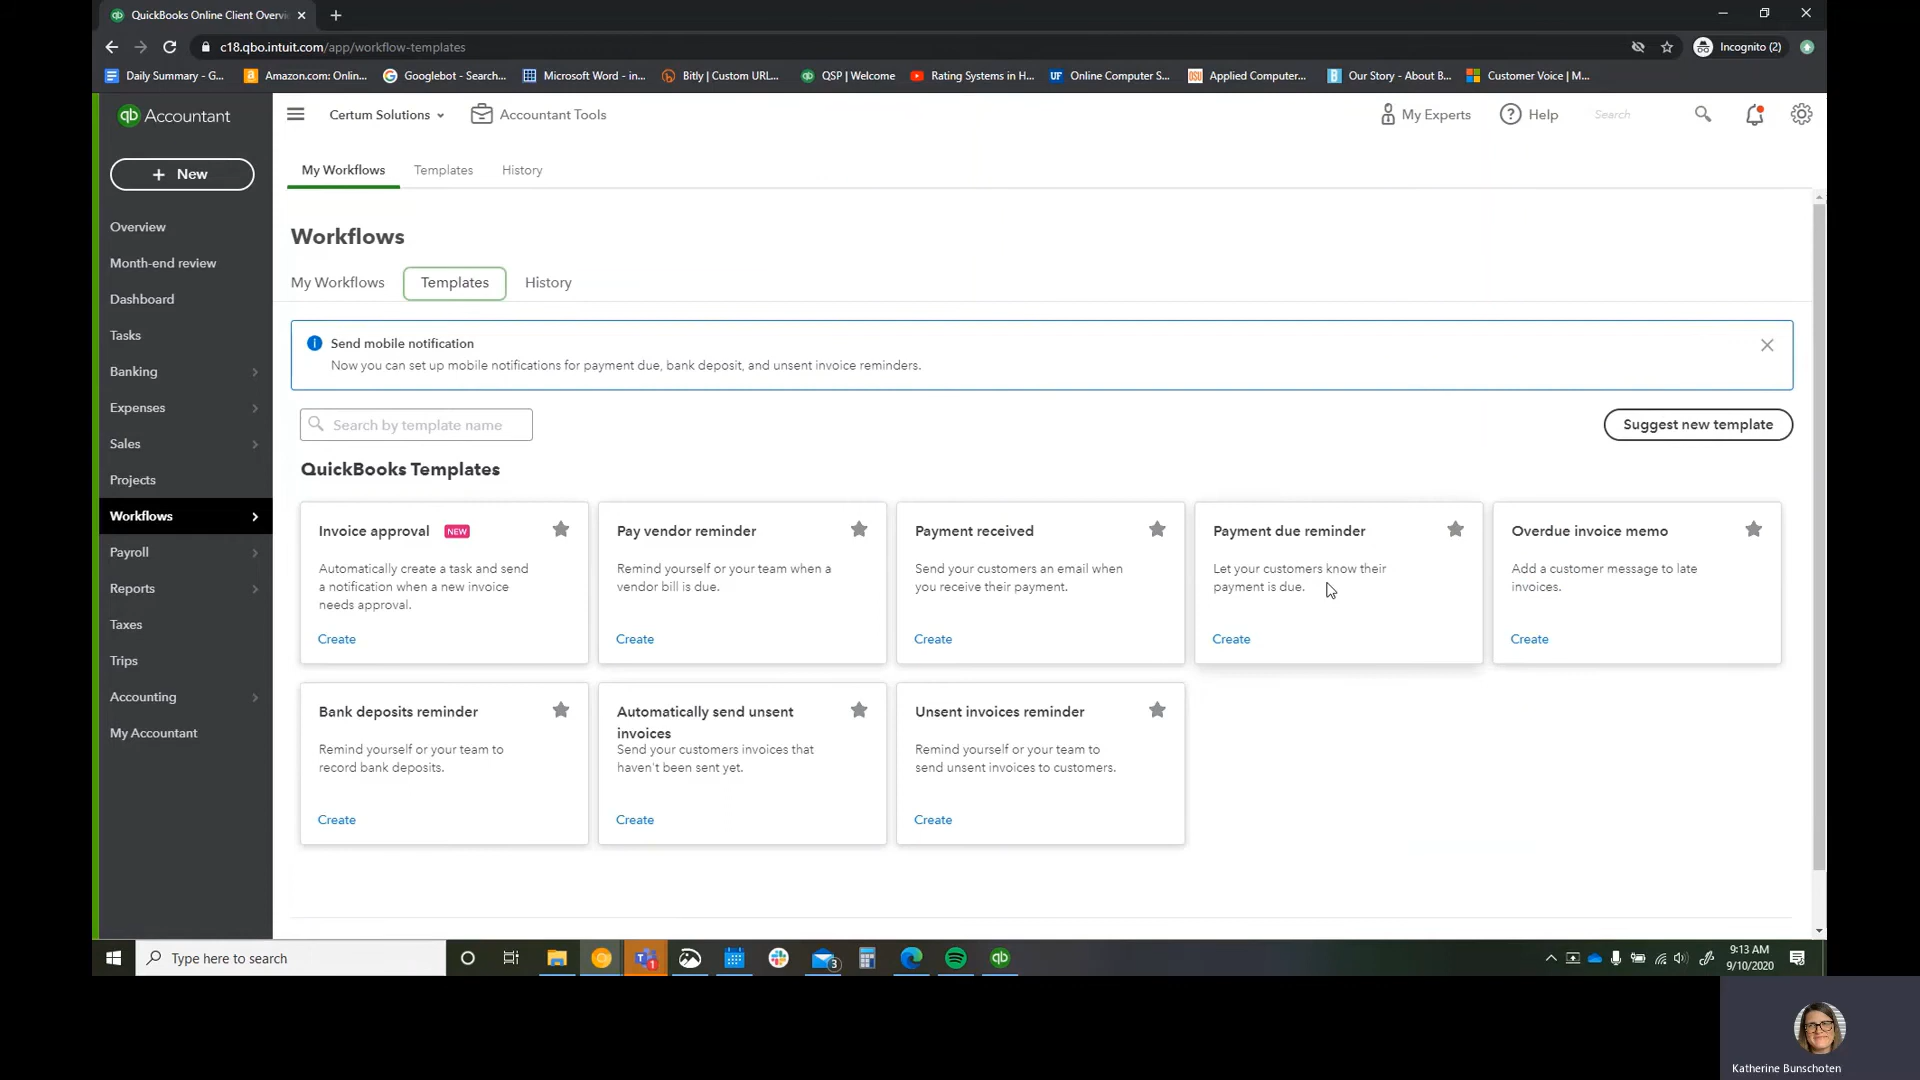 QuickBooks Online Client Overvi
c18.qbo.intuit.com/app/workflow-templates
Incognito (2)
Daily Summary - G...
Amazon.com: Onlin...
Googlebot - Search...
Microsoft Word - in...
Bitly | Custom URL...
QSP | Welcome
Rating Systems in H...
UF
Online Computer S...
OSU
Applied Computer...
Our Story - About B...
Customer Voice | M...
qb Accountant
Certum Solutions
Accountant Tools
My Experts
Help
Search
+ New
My Workflows
Templates
History
Overview
Month-end review
Dashboard
Tasks
Banking
Expenses
Sales
Projects
Workflows
Payroll
Reports
Taxes
Trips
Accounting
My Accountant
Workflows
My Workflows
Templates
History
Send mobile notification
Now you can set up mobile notifications for payment due, bank deposit, and unsent invoice reminders.
Search by template name
Suggest new template
QuickBooks Templates
Invoice approval NEW
Automatically create a task and send
a notification when a new invoice
needs approval.
Create
Pay vendor reminder
Remind yourself or your team when a
vendor bill is due.
Create
Payment received
Send your customers an email when
you receive their payment.
Create
Payment due reminder
Let your customers know their
payment is due.
Create
Overdue invoice memo
Add a customer message to late
invoices.
Create
Bank deposits reminder
Remind yourself or your team to
record bank deposits.
Create
Automatically send unsent
invoices
Send your customers invoices that
haven't been sent yet.
Create
Unsent invoices reminder
Remind yourself or your team to
send unsent invoices to customers.
Create
Type here to search
1
3
qb
9:13 AM
9/10/2020
Katherine Bunschoten